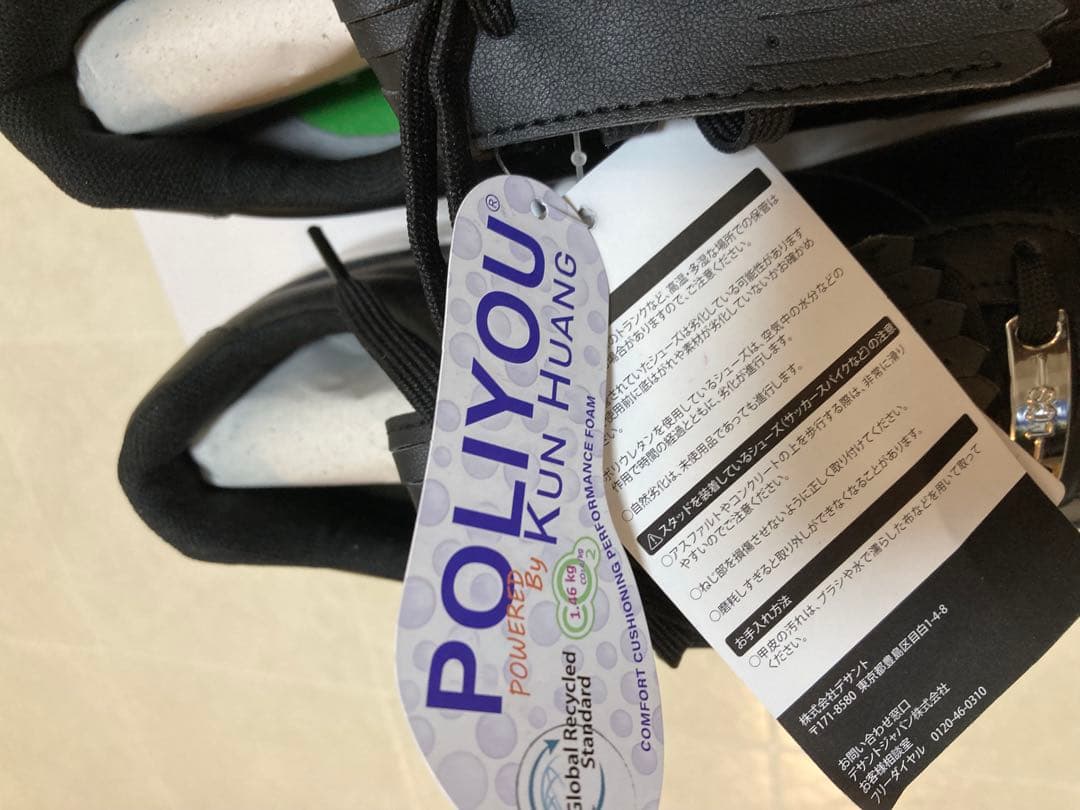 POLIYOU®
POWERED By KUN HUANG
1.46 kg
CO2
COMFORT CUSHIONING PERFORMANCE FOAM
Global Recycled
Standard
トランクなど、高温・多湿な場所での保管は
場合がありますので、ご注意ください。
されていたシューズは劣化している可能性があります
使用前に底はがれや素材が劣化していないかお確かめ
さい。
ポリウレタンを使用しているシューズは、空気中の水分などの
作用で時間の経過とともに、劣化が進行します。
○自然劣化は、未使用品であっても進行します。
⚠スタッドを装着しているシューズ(サッカースパイクなど)の注意
○アスファルトやコンクリートの上を歩行する際は、非常に滑り
やすいのでご注意ください。
○ねじ部を損傷させないように正しく取り付けてください。
○磨耗しすぎると取り外しができなくなることがあります。
お手入れ方法
○甲皮の汚れは、ブラシや水で濡らした布などを用いて取って
ください。
株式会社デサント
〒171-8580 東京都豊島区目白1-4-8
お問い合わせ窓口
デサントジャパン株式会社
お客様相談室
フリーダイヤル 0120-46-0310